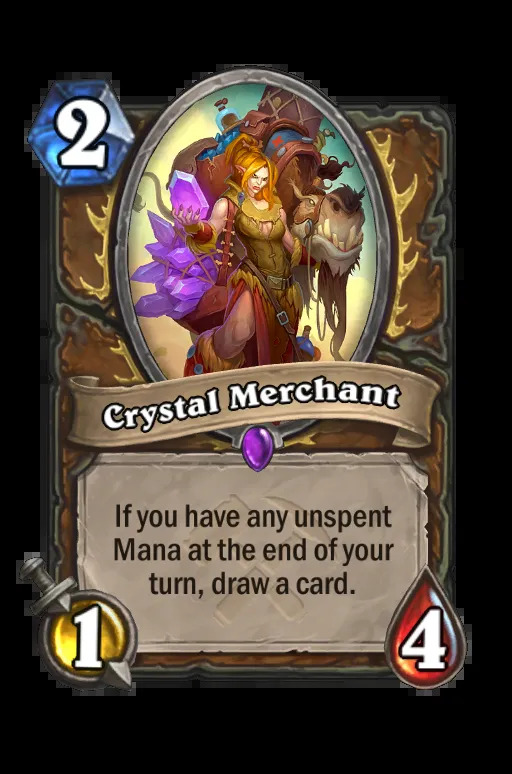 2
Crystal Merchant
If you have any unspent
Mana at the end of your
turn, draw a card.
1
4